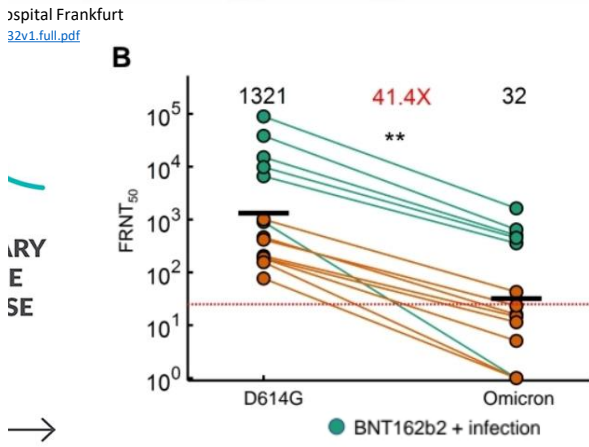 ospital Frankfurt
32v1.full.pdf
B
1321 41.4X 32
**
10^5
10^4
10^3
10^2
10^1
10^0
FRNT50
D614G Omicron
BNT162b2 + infection
ARY
E
SE